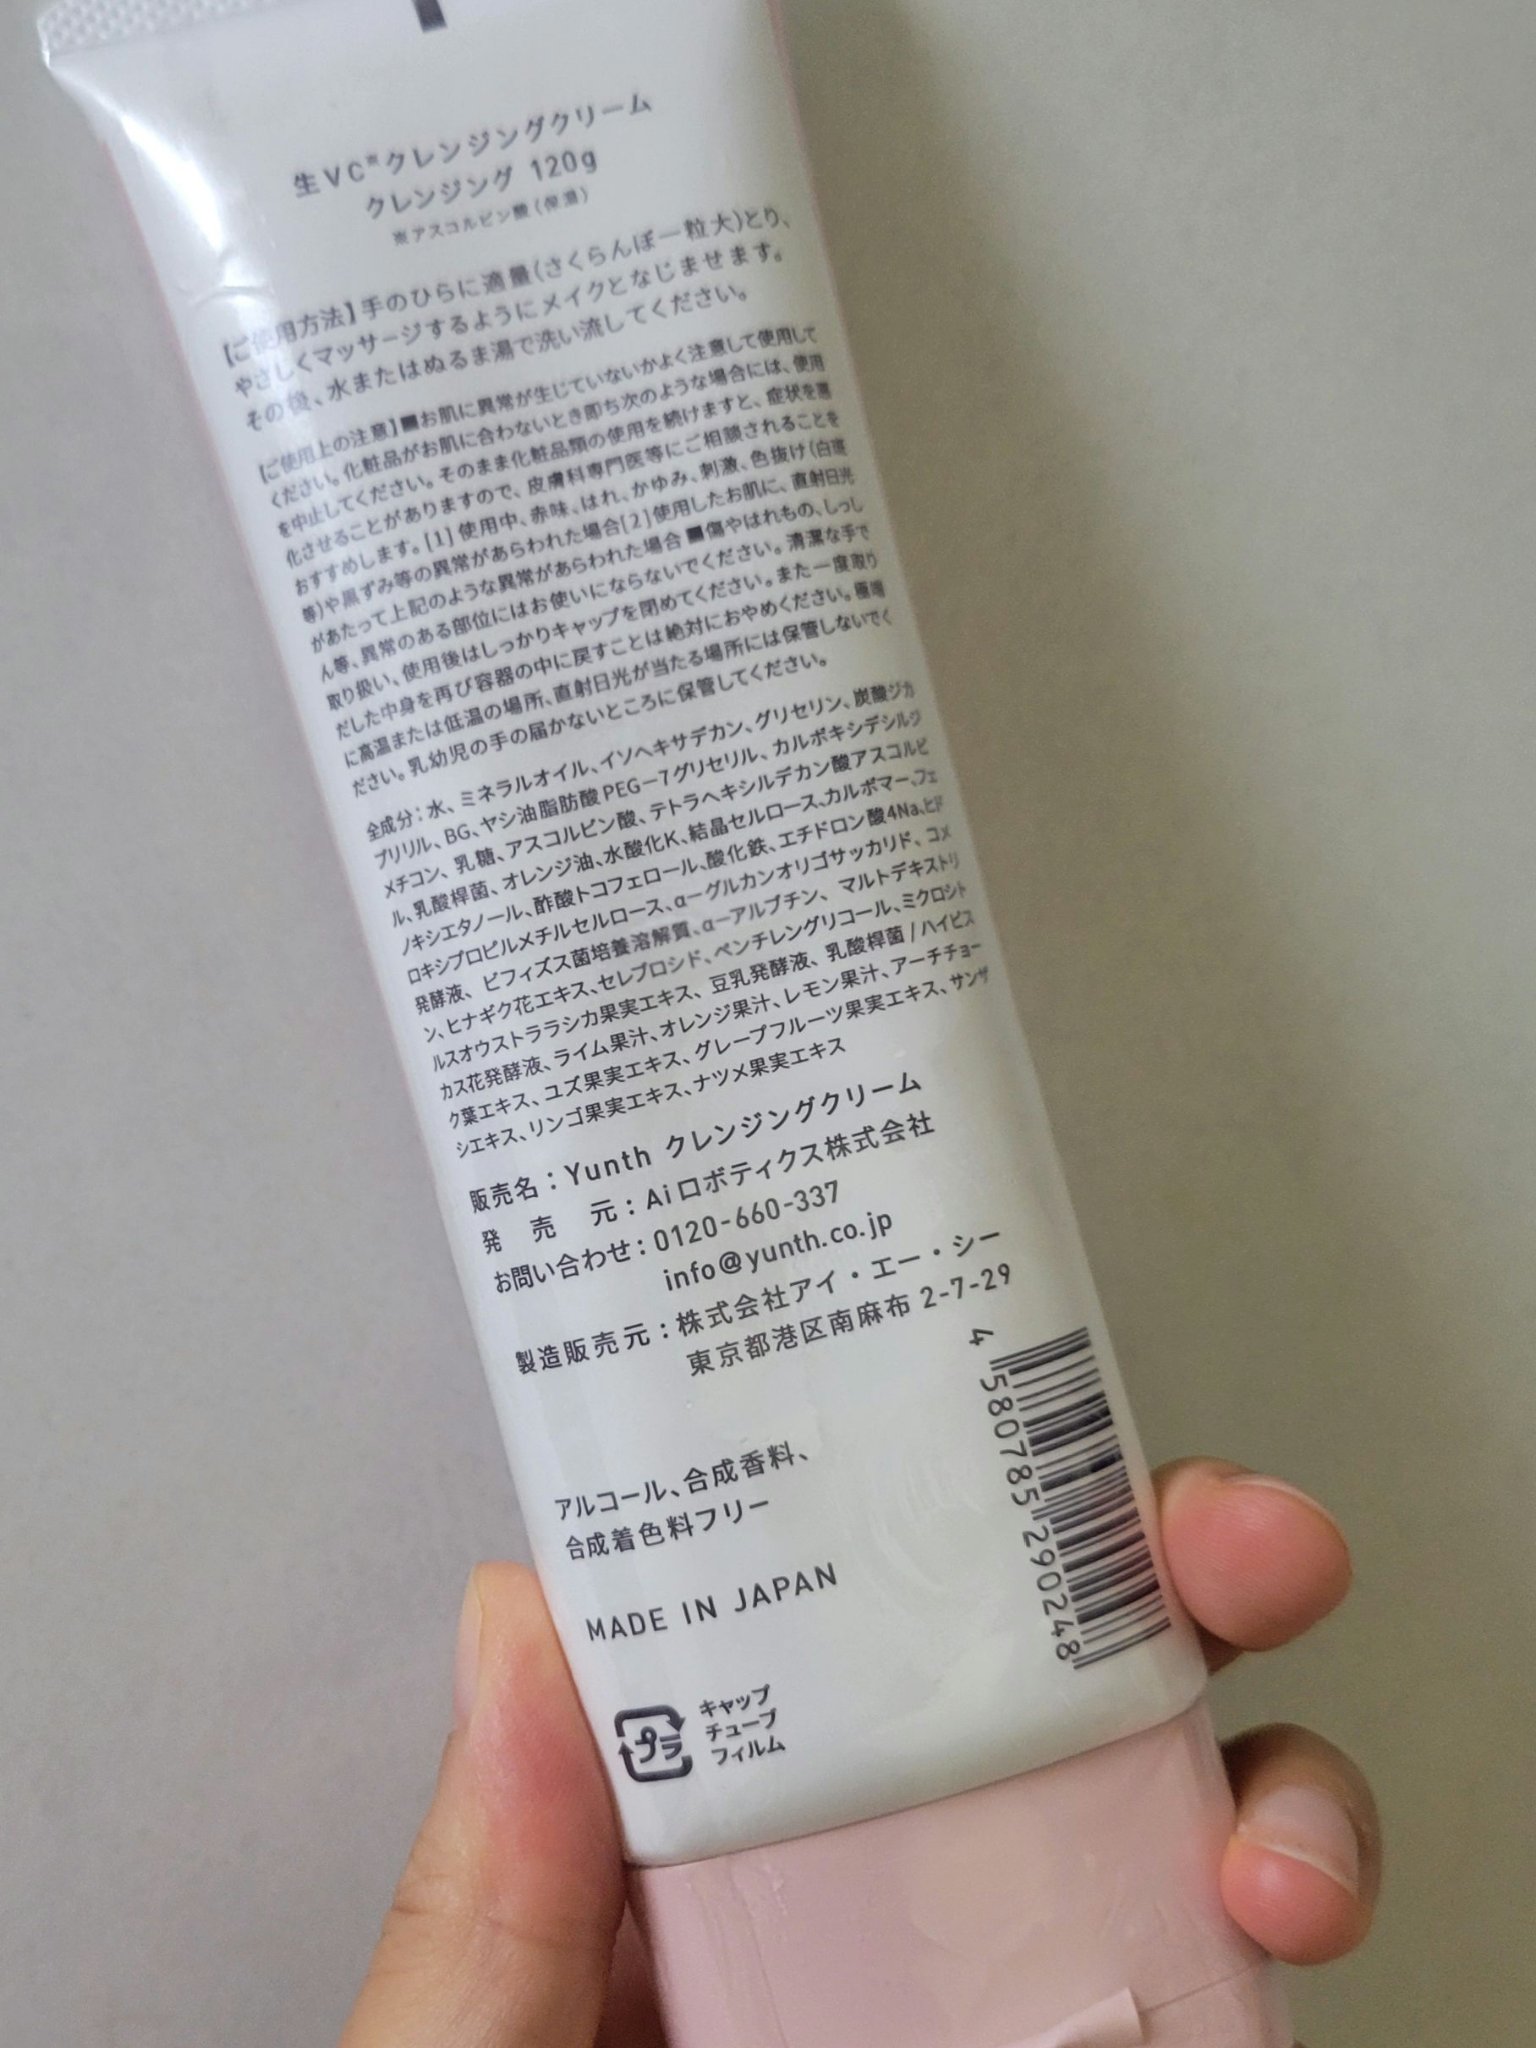 生VC※クレンジングクリーム
クレンジング 120g
※アスコルビン酸(保湿)
【ご使用方法】手のひらに適量(さくらんぼ一粒大)とり、
やさしくマッサージするようにメイクとなじませます。
その後、水またはぬるま湯で洗い流してください。
【ご使用上の注意】■お肌に異常が生じていないかよく注意して使用して
ください。化粧品がお肌に合わないとき即ち次のような場合には、使用
を中止してください。そのまま化粧品類の使用を続けますと、症状を悪
化させることがありますので、皮膚科専門医等にご相談されることを
おすすめします。[1]使用中、赤味、はれ、かゆみ、刺激、色抜け(白斑
等)や黒ずみ等の異常があらわれた場合[2]使用したお肌に、直射日光
があたって上記のような異常があらわれた場合■傷やはれもの、しっし
ん等、異常のある部位にはお使いにならないでください。清潔な手で
取り扱い、使用後はしっかりキャップを閉めてください。また一度取り
だした中身を再び容器の中に戻すことは絶対におやめください。極端
に高温または低温の場所、直射日光が当たる場所には保管しないでく
ださい。乳幼児の手の届かないところに保管してください。
全成分：水、ミネラルオイル、イソヘキサデカン、グリセリン、炭酸ジカ
プリリル、BG、ヤシ油脂肪酸PEG－7グリセリル、カルボキシデシルジ
メチコン、乳糖、アスコルビン酸、テトラヘキシルデカン酸アスコルビ
ル、乳酸桿菌、オレンジ油、水酸化K、結晶セルロース、カルボマー、フェ
ノキシエタノール、酢酸トコフェロール、酸化鉄、エチドロン酸4Na、ヒド
ロキシプロピルメチルセルロース、α－グルカンオリゴサッカリド、コメ
発酵液、ビフィズス菌培養溶解質、α－アルブチン、マルトデキストリ
ン、ヒナギク花エキス、セレブロシド、ペンチレングリコール、ミクロシト
ルスオウストララシカ果実エキス、豆乳発酵液、乳酸桿菌/ハイビス
カス花発酵液、ライム果汁、オレンジ果汁、レモン果汁、アーチチョー
ク葉エキス、ユズ果実エキス、グレープフルーツ果実エキス、サンザ
シエキス、リンゴ果実エキス、ナツメ果実エキス
販売名：Yunth クレンジングクリーム
発 売 元：Aiロボティクス株式会社
お問い合わせ：0120-660-337
info@yunth.co.jp
製造販売元：株式会社アイ・エー・シー
東京都港区南麻布 2-7-29
4 580785 290248
アルコール、合成香料、
合成着色料フリー
MADE IN JAPAN
プラ
キャップ
チューブ
フィルム